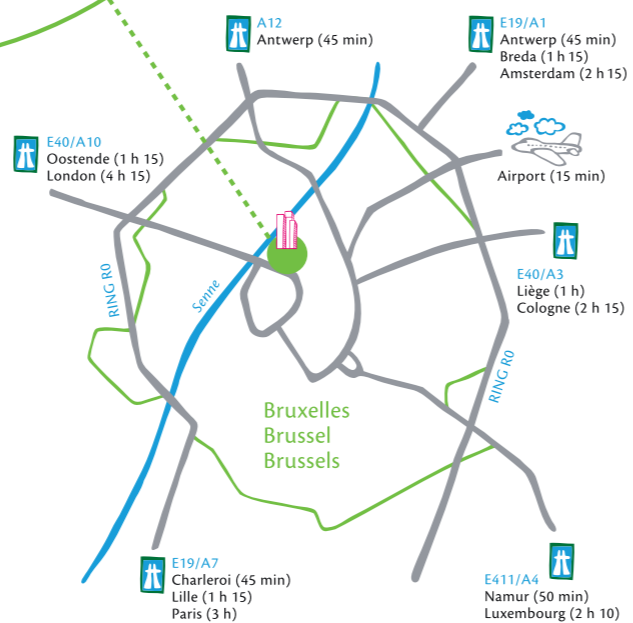 A12
Antwerp (45 min)
E19/A1
Antwerp (45 min)
Breda (1 h 15)
Amsterdam (2 h 15)
E40/A10
Oostende (1 h 15)
London (4 h 15)
Airport (15 min)
RING R0
Senne
E40/A3
Liège (1 h)
Cologne (2 h 15)
RING R0
Bruxelles
Brussel
Brussels
E19/A7
Charleroi (45 min)
Lille (1 h 15)
Paris (3 h)
E411/A4
Namur (50 min)
Luxembourg (2 h 10)